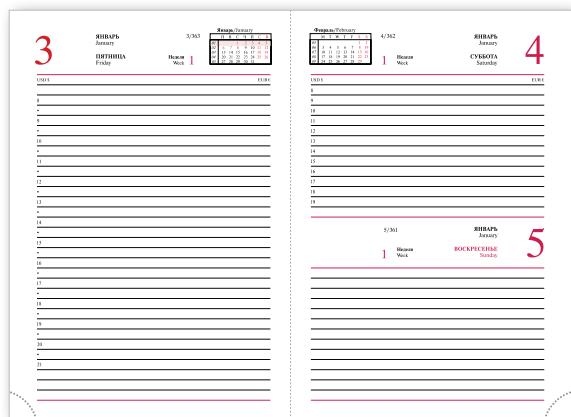 3
ЯНВАРЬ
January
3/363
ПЯТНИЦА
Friday
Неделя
Week
1
Январь/January
USD $ EUR €
8
9
10
11
12
13
14
15
16
17
18
19
20
21
Февраль/February
M T W T F S S
4/362
ЯНВАРЬ
January
1
Неделя
Week
СУББОТА
Saturday
4
USD $ EUR €
8
9
10
11
12
13
14
15
16
17
18
19
5/361
ЯНВАРЬ
January
1
Неделя
Week
ВОСКРЕСЕНЬЕ
Sunday
5